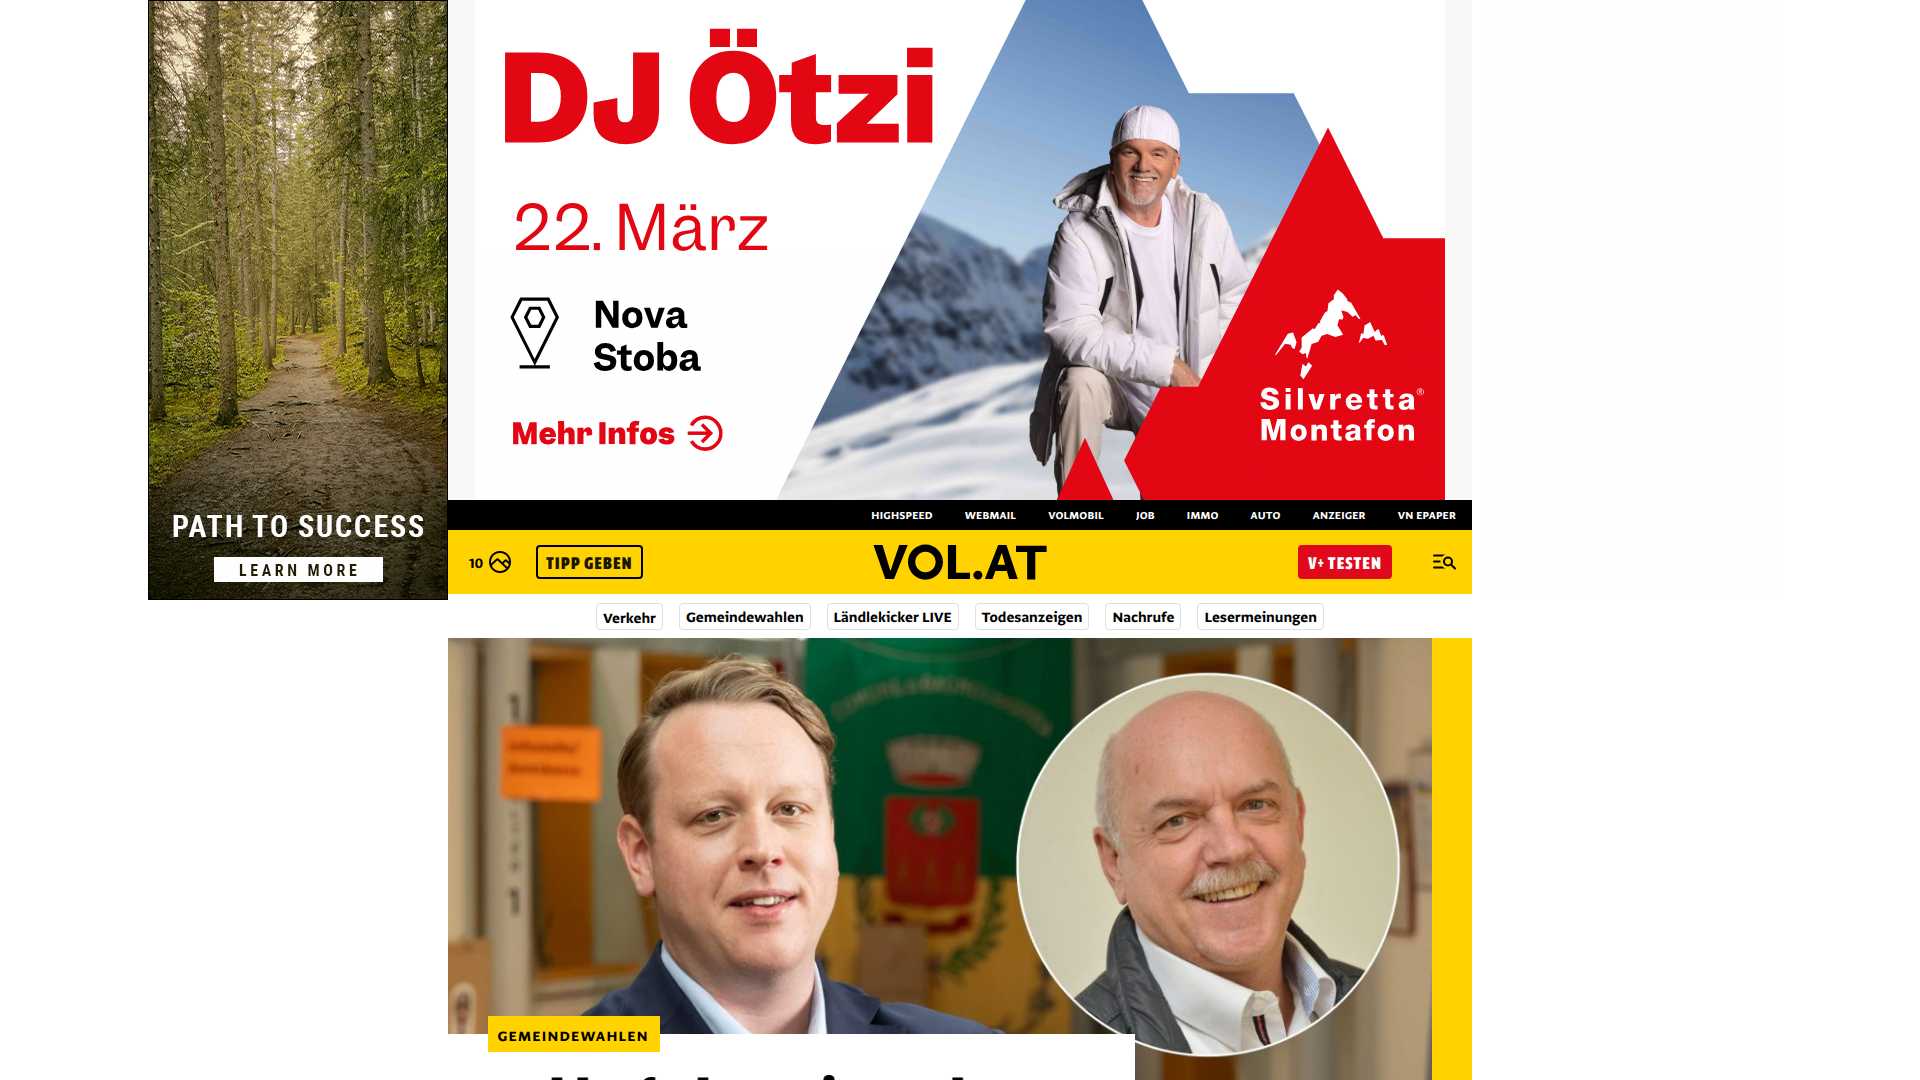 DJ Ötzi
22. März
Nova
Stoba
Mehr Infos
Silvretta®
Montafon
PATH TO SUCCESS
LEARN MORE
HIGHSPEED WEBMAIL VOLMOBIL JOB IMMO AUTO ANZEIGER VN EPAPER
10 TIPP GEBEN VOL.AT V+ TESTEN
Verkehr Gemeindewahlen Ländlekicker LIVE Todesanzeigen Nachrufe Lesermeinungen
GEMEINDEWAHLEN